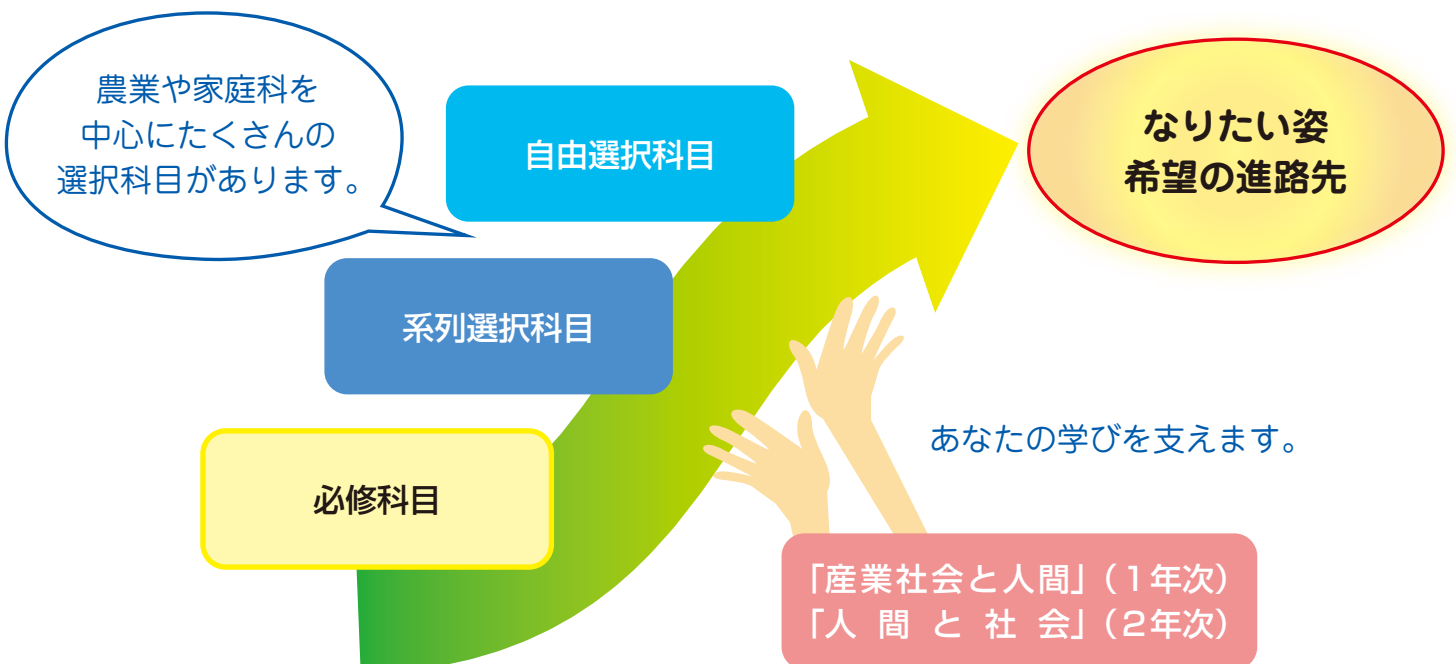 農業や家庭科を
中心にたくさんの
選択科目があります。
自由選択科目
なりたい姿
希望の進路先
系列選択科目
あなたの学びを支えます。
必修科目
「産業社会と人間」（１年次）
「人間と社会」（２年次）